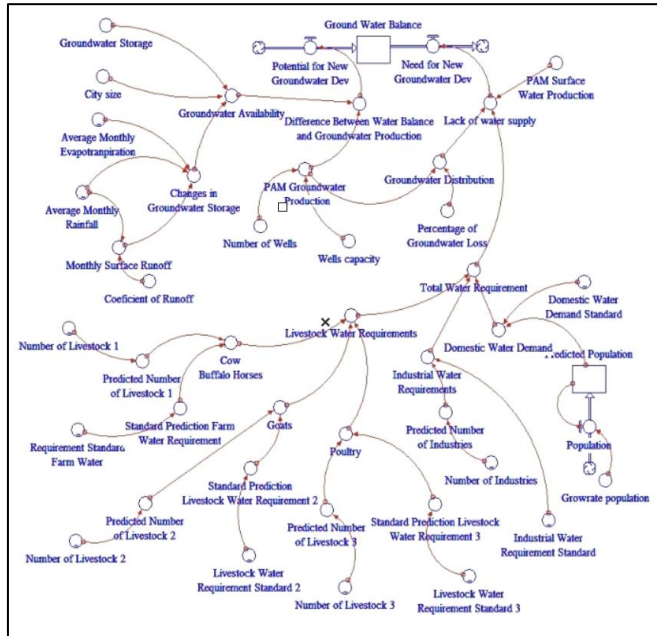 Ground Water Balance
Groundwater Storage
Potential for New
Groundwater Dev
Need for New
Groundwater Dev
City size
PAM Surface
Water Production
Groundwater Availability
Difference Between Water Balance
and Groundwater Production
Lack of water supply
Average Monthly
Evapotranpiration
Changes in
Groundwater Storage
PAM Groundwater
Production
Groundwater Distribution
Average Monthly
Rainfall
Number of Wells
Wells capacity
Percentage of
Groundwater Loss
Monthly Surface Runoff
Coeficient of Runoff
Total Water Requirement
Domestic Water
Demand Standard
Number of Livestock 1
Livestock Water Requirements
Domestic Water Demand
Predicted Number
of Livestock 1
Cow
Buffalo Horses
Industrial Water
Requirements
redicted Population
Standard Prediction Farm
Water Requirement
Goats
Poultry
Predicted Number
of Industries
Population
Requirement Standard
Farm Water
Standard Prediction
Livestock Water Requirement 2
Number of Industries
Growrate population
Predicted Number
of Livestock 2
Predicted Number
of Livestock 3
Standard Prediction Livestock
Water Requirement 3
Industrial Water
Requirement Standard
Number of Livestock 2
Livestock Water
Requirement Standard 2
Number of Livestock 3
Livestock Water
Requirement Standard 3